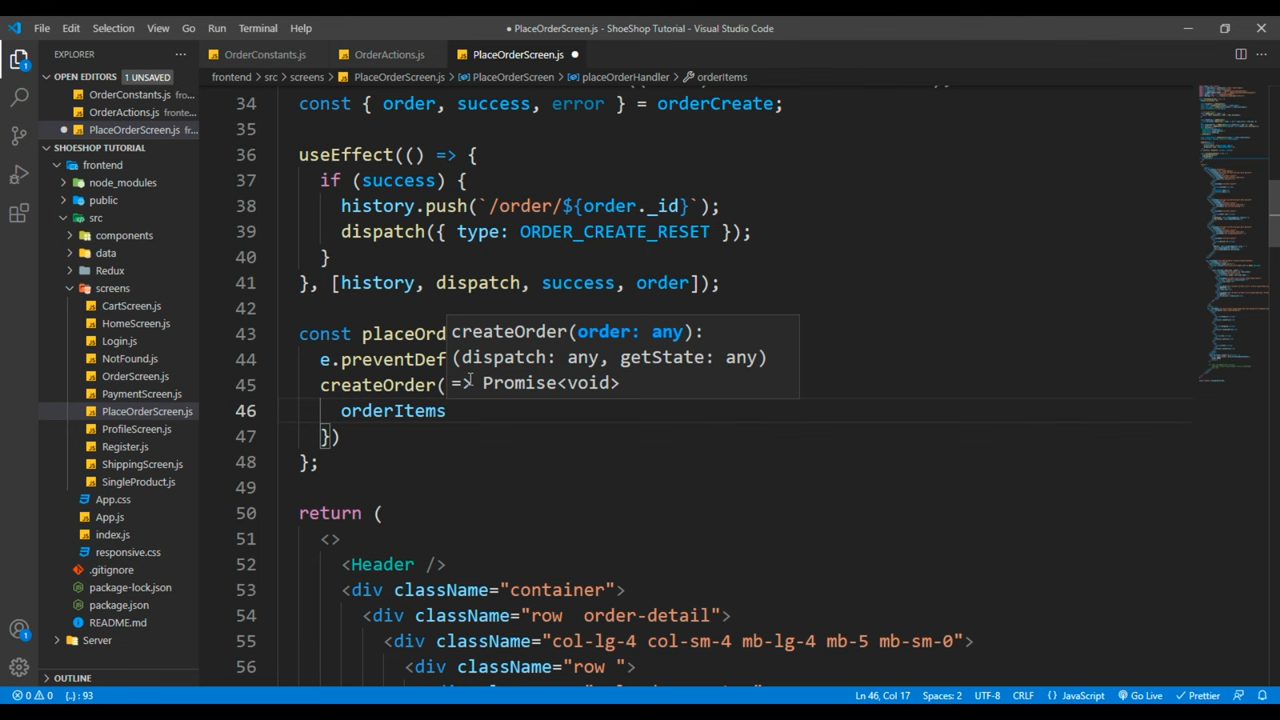 File Edit Selection View Go Run Terminal Help
● PlaceOrderScreen.js - ShoeShop Tutorial - Visual Studio Code
EXPLORER
OrderConstants.js
OrderActions.js
PlaceOrderScreen.js
OPEN EDITORS 1 UNSAVED
frontend > src > screens > PlaceOrderScreen.js > PlaceOrderScreen > placeOrderHandler > orderItems
OrderConstants.js fro...
OrderActions.js fronte...
PlaceOrderScreen.js f...
SHOESHOP TUTORIAL
frontend
node_modules
public
src
components
data
Redux
screens
CartScreen.js
HomeScreen.js
Login.js
NotFound.js
OrderScreen.js
PaymentScreen.js
PlaceOrderScreen.js
ProfileScreen.js
Register.js
ShippingScreen.js
SingleProduct.js
App.css
App.js
index.js
responsive.css
.gitignore
package-lock.json
package.json
README.md
Server
OUTLINE
34 const { order, success, error } = orderCreate;
35
36 useEffect(() => {
37 if (success) {
38 history.push(`/order/${order._id}`);
39 dispatch({ type: ORDER_CREATE_RESET });
40 }
41 }, [history, dispatch, success, order]);
42
43 const placeOrd
44 e.preventDef
45 createOrder(
46 orderItems
47 })
48 };
49
50 return (
51 <>
52 <Header />
53 <div className="container">
54 <div className="row  order-detail">
55 <div className="col-lg-4 col-sm-4 mb-lg-4 mb-5 mb-sm-0">
56 <div className="row ">
createOrder(order: any):
(dispatch: any, getState: any)
=> Promise<void>
1
1
0 0 {..}: 93
Ln 46, Col 17 Spaces: 2 UTF-8 CRLF {} JavaScript Go Live Prettier